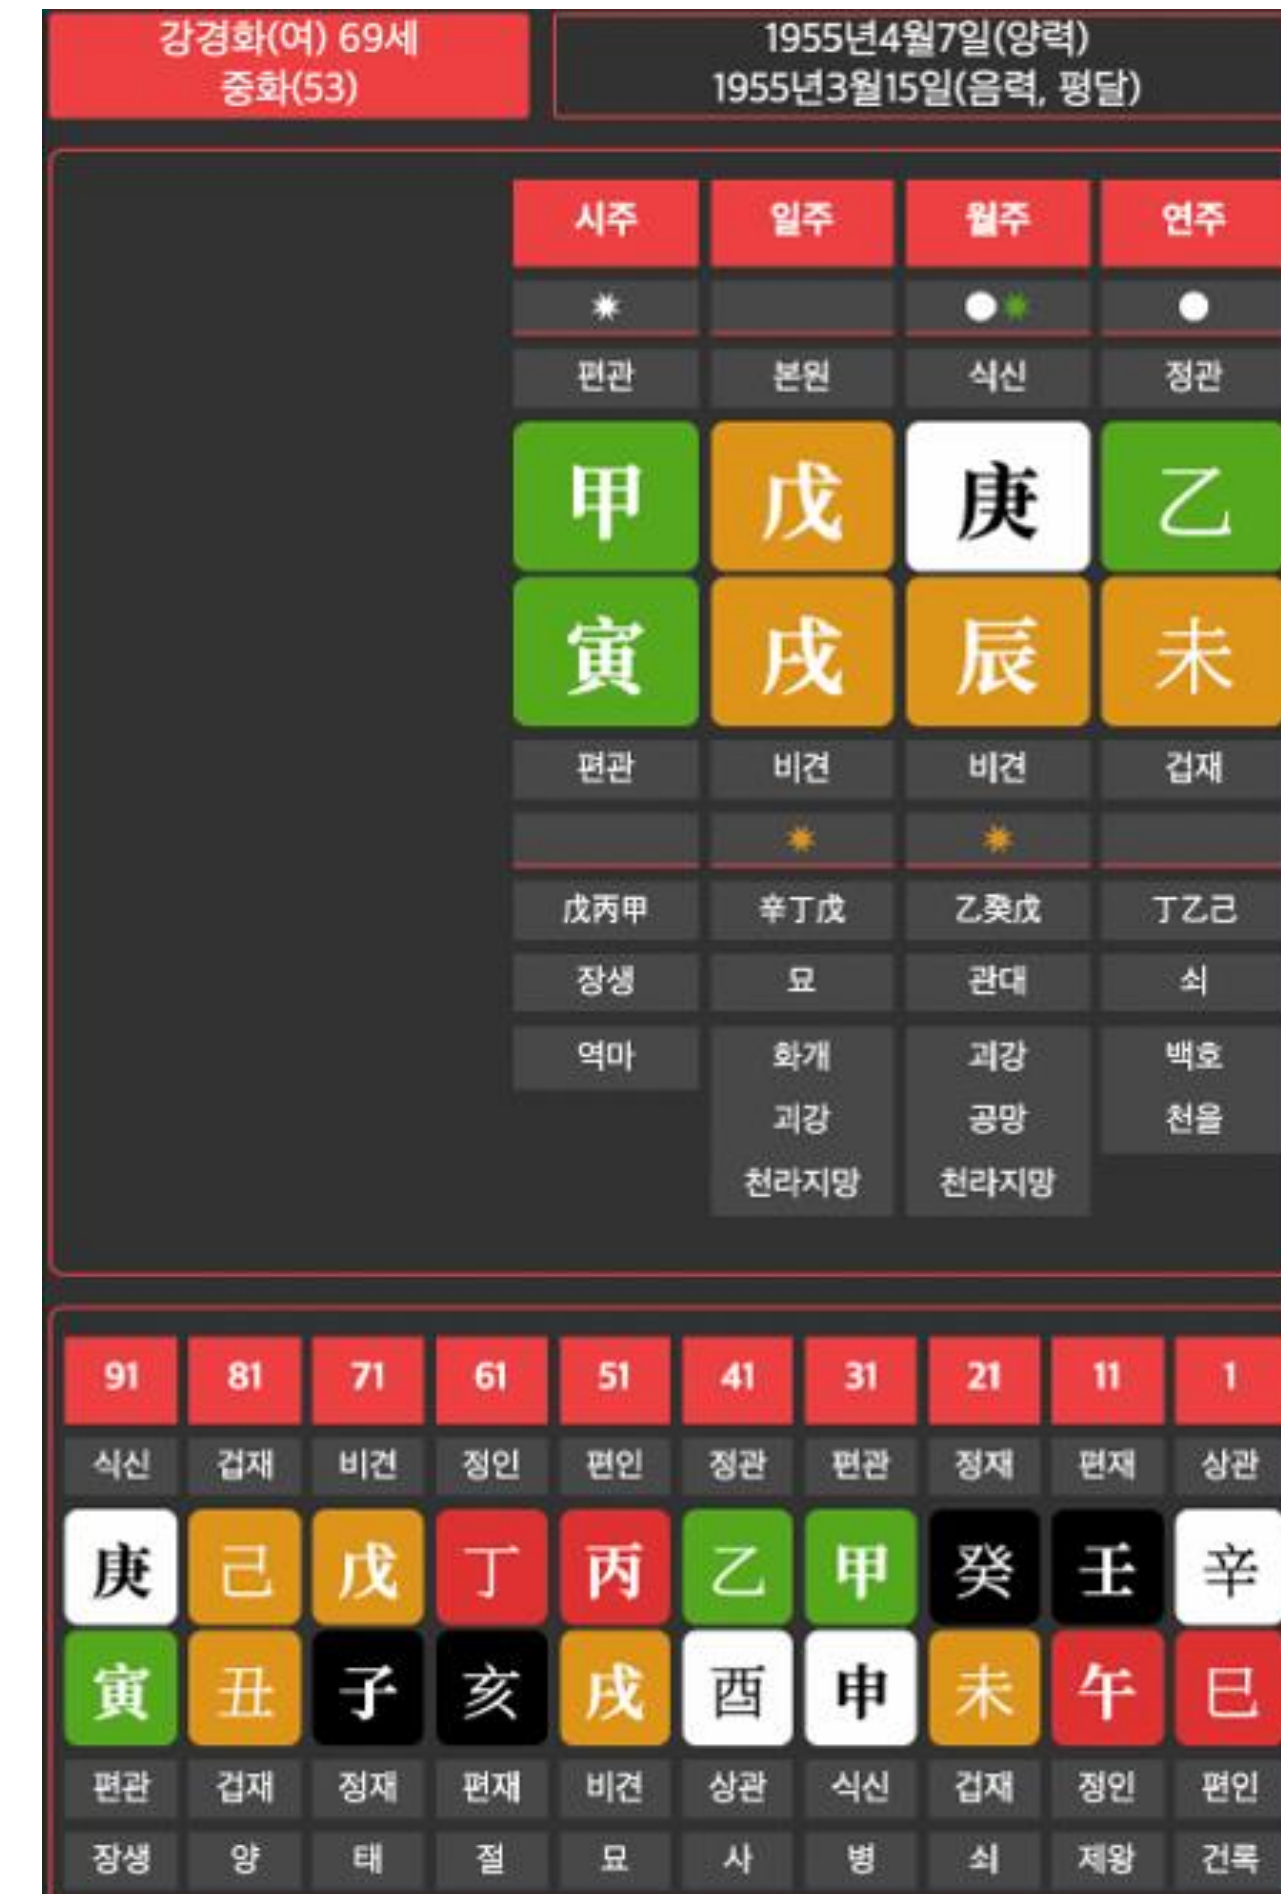 강경화(여) 69세
중화(53)
1955년4월7일(양력)
1955년3월15일(음력, 평달)
시주 일주 월주 연주
편관 본원 식신 정관
甲 戊 庚 乙
寅 戌 辰 未
편관 비견 비견 겁재
戊丙甲 辛丁戊 乙癸戊 丁乙己
장생 묘 관대 쇠
역마 화개 괴강 백호
괴강 공망 천을
천라지망 천라지망
91 81 71 61 51 41 31 21 11 1
식신 겁재 비견 정인 편인 정관 편관 정재 편재 상관
庚 己 戊 丁 丙 乙 甲 癸 壬 辛
寅 丑 子 亥 戌 酉 申 未 午 巳
편관 겁재 정재 편재 비견 상관 식신 겁재 정인 편인
장생 양 태 절 묘 사 병 쇠 제왕 건록